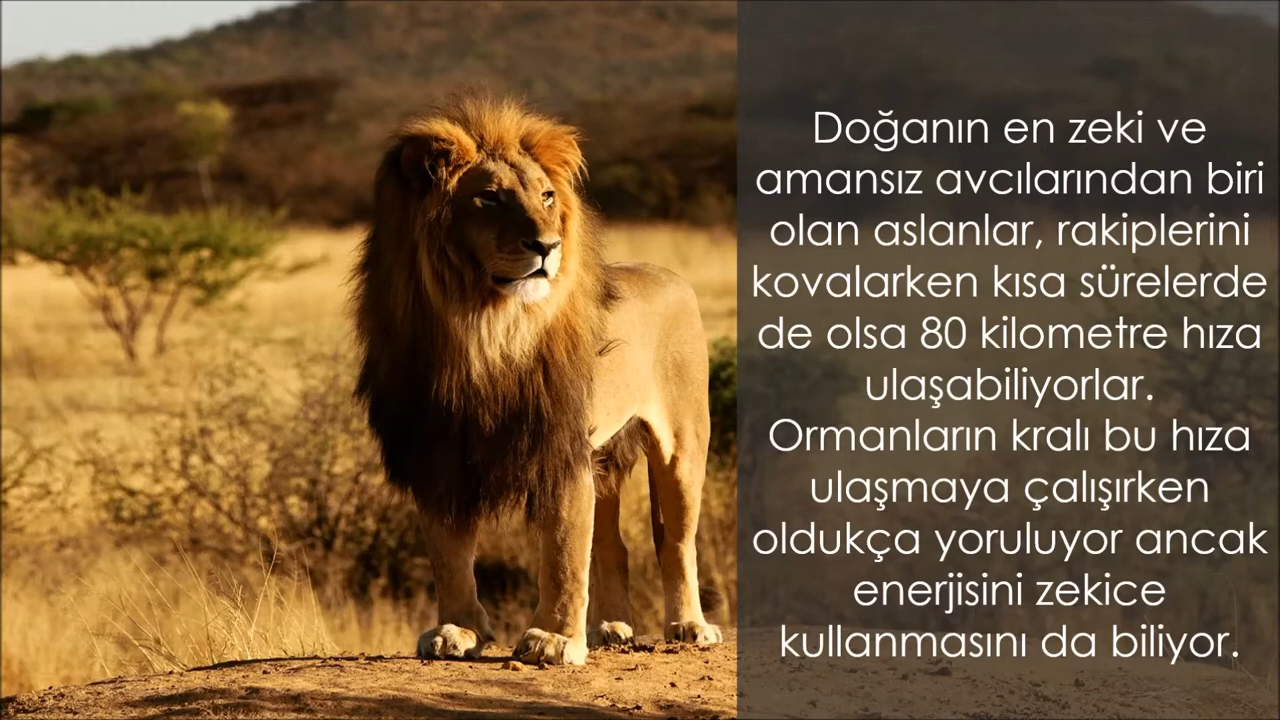 Doğanın en zeki ve
amansız avcılarından biri
olan aslanlar, rakiplerini
kovalarken kısa sürelerde
de olsa 80 kilometre hıza
ulaşabiliyorlar.
Ormanların kralı bu hıza
ulaşmaya çalışırken
oldukça yoruluyor ancak
enerjisini zekice
kullanmasını da biliyor.